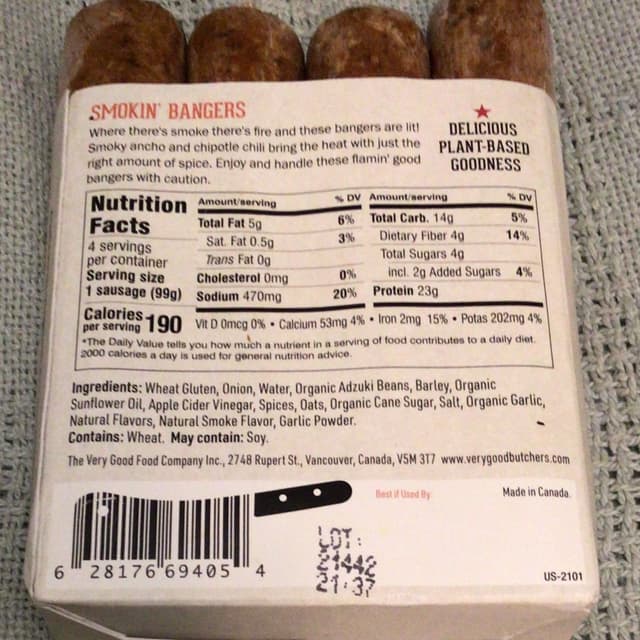 SMOKIN' BANGERS
Where there's smoke there's fire and these bangers are lit!
Smoky ancho and chipotle chili bring the heat with just the
right amount of spice. Enjoy and handle these flamin' good
bangers with caution.
DELICIOUS
PLANT-BASED
GOODNESS
Nutrition
Facts
4 servings
per container
Serving size
1 sausage (99g)
Calories
per serving 190
Amount/serving % DV
Total Fat 5g 6%
Sat. Fat 0.5g 3%
Trans Fat 0g
Cholesterol 0mg 0%
Sodium 470mg 20%
Amount/serving % DV
Total Carb. 14g 5%
Dietary Fiber 4g 14%
Total Sugars 4g
incl. 2g Added Sugars 4%
Protein 23g
Vit D 0mcg 0% • Calcium 53mg 4% • Iron 2mg 15% • Potas 202mg 4%
*The Daily Value tells you how much a nutrient in a serving of food contributes to a daily diet.
2000 calories a day is used for general nutrition advice.
Ingredients: Wheat Gluten, Onion, Water, Organic Adzuki Beans, Barley, Organic
Sunflower Oil, Apple Cider Vinegar, Spices, Oats, Organic Cane Sugar, Salt, Organic Garlic,
Natural Flavors, Natural Smoke Flavor, Garlic Powder.
Contains: Wheat. May contain: Soy.
The Very Good Food Company Inc., 2748 Rupert St., Vancouver, Canada, V5M 3T7 www.verygoodbutchers.com
Best if Used By
Made in Canada.
LOT:
21442
21:37
6 28176 69405 4
US-2101